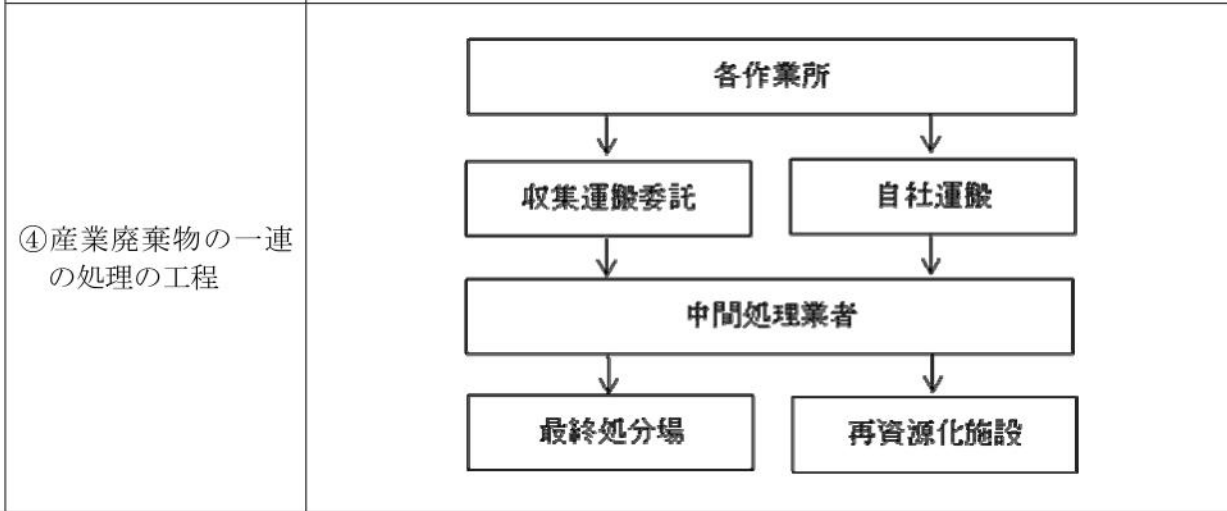 ④産業廃棄物の一連
の処理の工程
各作業所
収集運搬委託
自社運搬
中間処理業者
最終処分場
再資源化施設